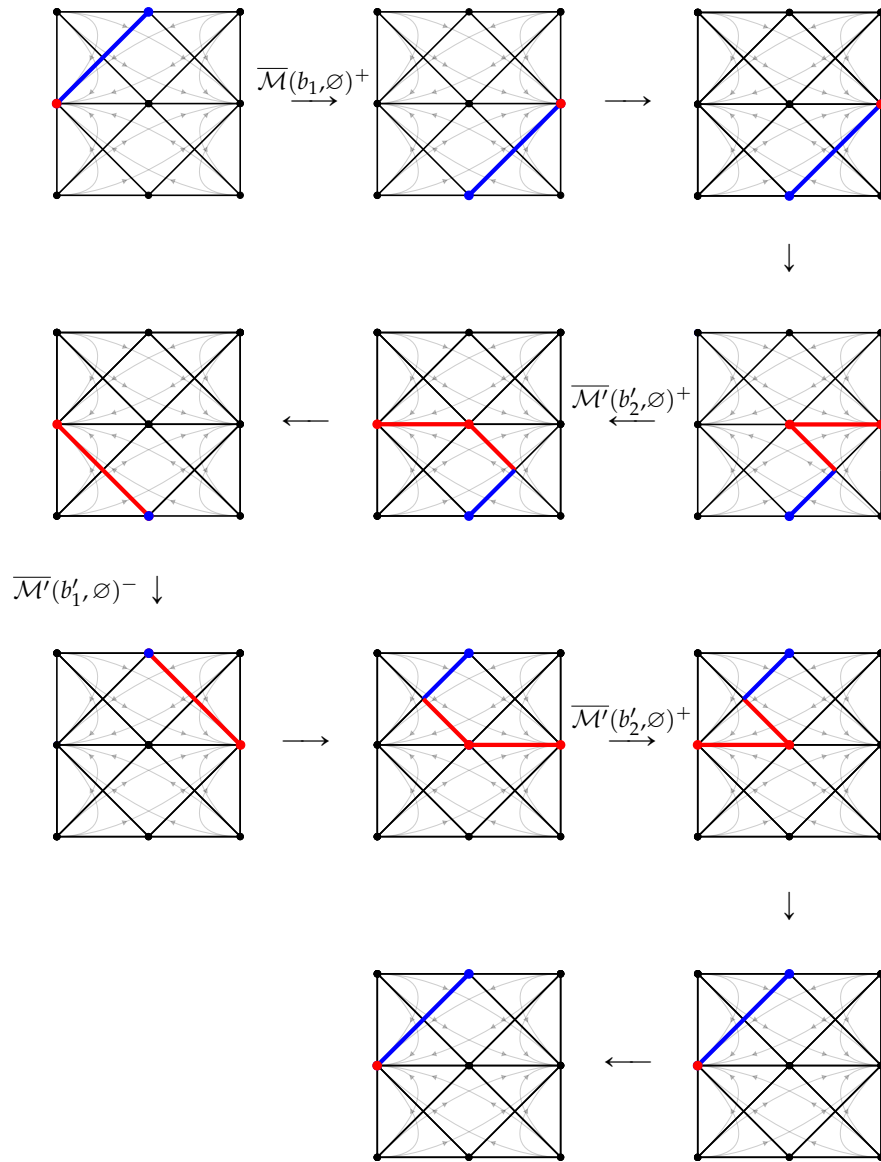 $\overline{\mathcal{M}}(b_1,\varnothing)^+$
$\overline{\mathcal{M}'}(b_2',\varnothing)^+$
$\overline{\mathcal{M}'}(b_1',\varnothing)^-$
$\overline{\mathcal{M}'}(b_2',\varnothing)^+$